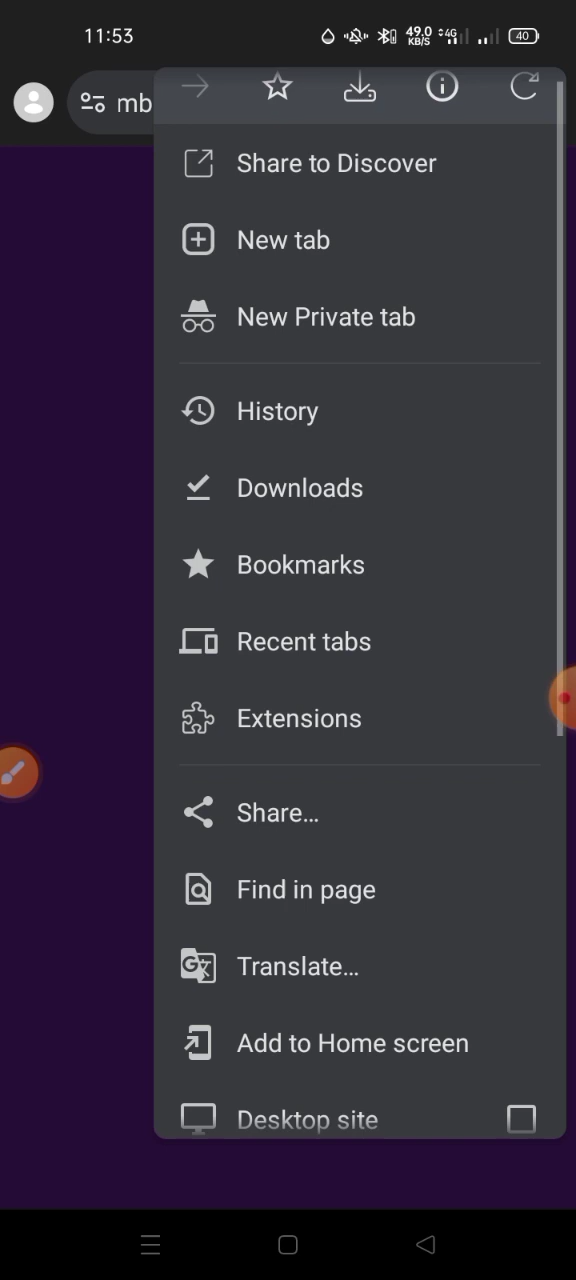 11:53
49.0
KB/S
4G
40
mb
Share to Discover
New tab
New Private tab
History
Downloads
Bookmarks
Recent tabs
Extensions
Share...
Find in page
Translate...
Add to Home screen
Desktop site